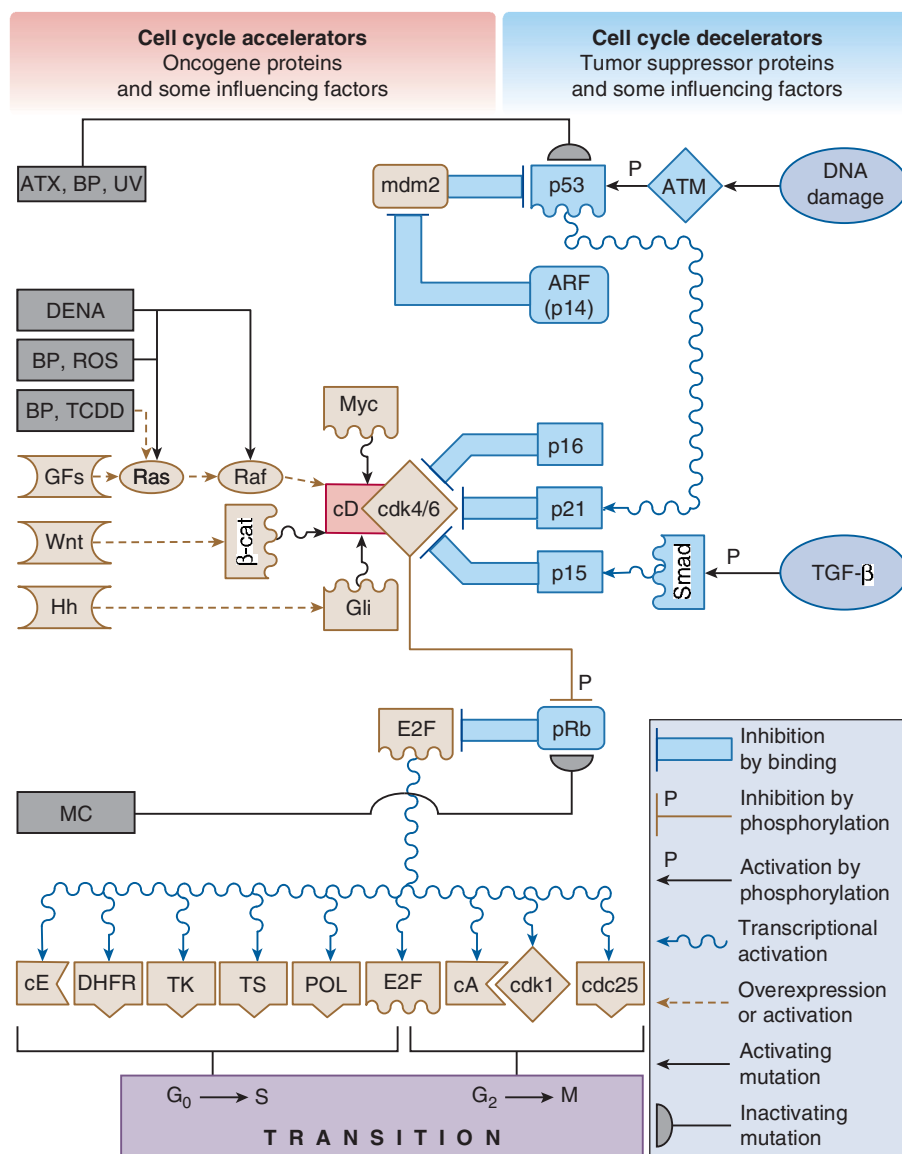 Cell cycle accelerators
Oncogene proteins
and some influencing factors
Cell cycle decelerators
Tumor suppressor proteins
and some influencing factors
ATX, BP, UV
mdm2
p53
P
ATM
DNA
damage
ARF
(p14)
DENA
BP, ROS
BP, TCDD
Myc
GFs
Ras
Raf
cD
cdk4/6
p16
p21
p15
Wnt
β-cat
Smad
P
TGF-β
Hh
Gli
P
E2F
pRb
MC
cE
DHFR
TK
TS
POL
E2F
cA
cdk1
cdc25
G0 → S
G2 → M
TRANSITION
Inhibition
by binding
P
Inhibition by
phosphorylation
P
Activation by
phosphorylation
Transcriptional
activation
Overexpression
or activation
Activating
mutation
Inactivating
mutation